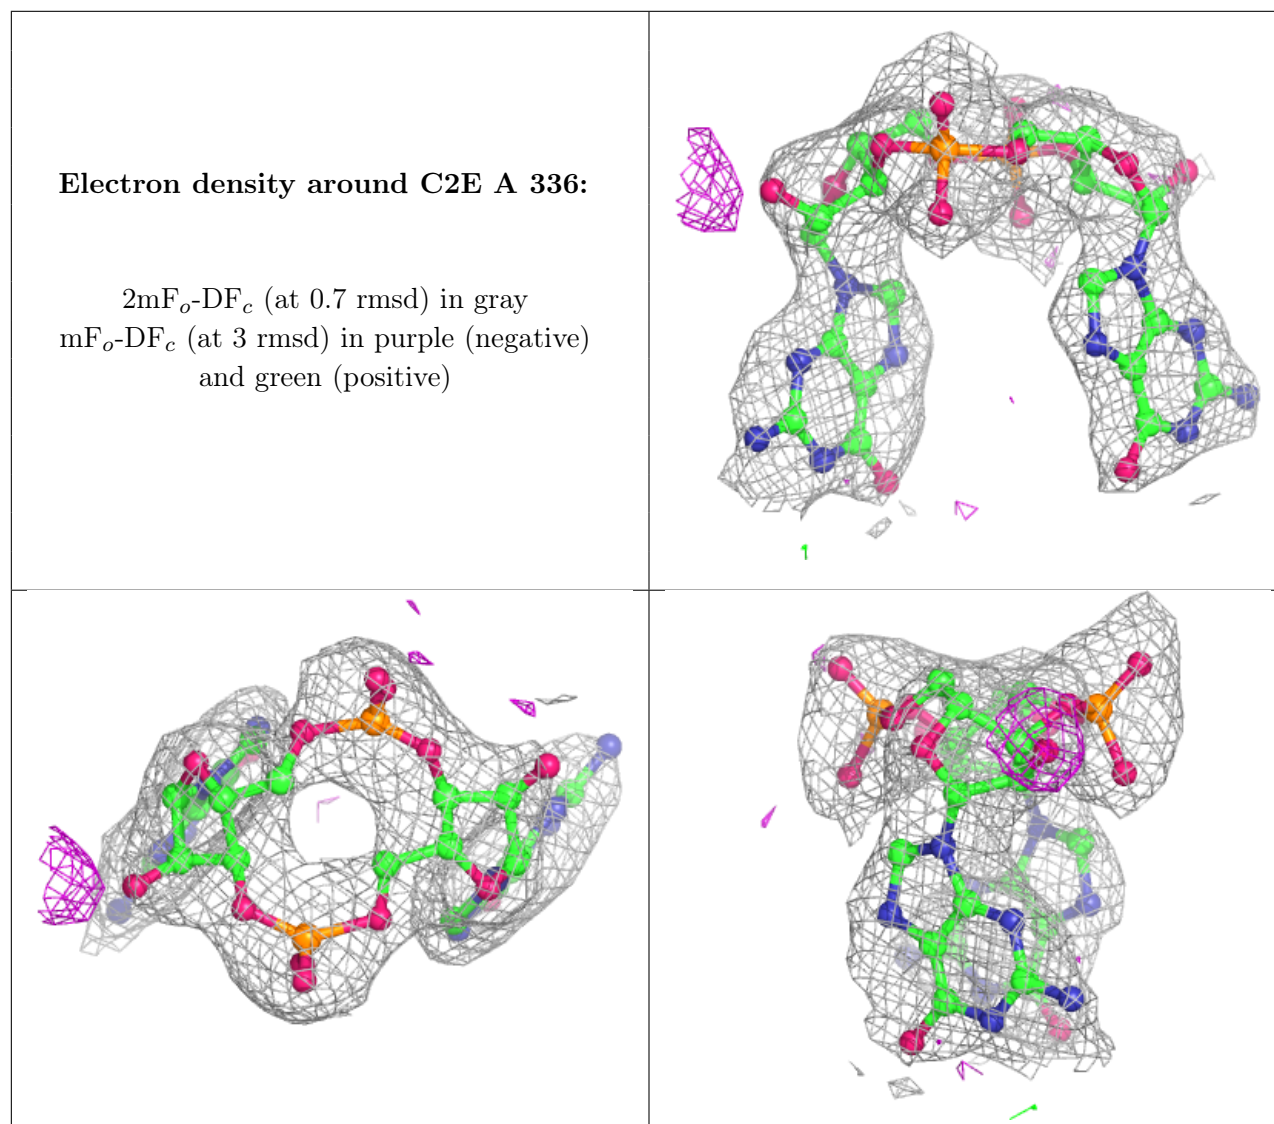 Electron density around C2E A 336:
2mFₒ-DF𝒸 (at 0.7 rmsd) in gray
mFₒ-DF𝒸 (at 3 rmsd) in purple (negative)
and green (positive)